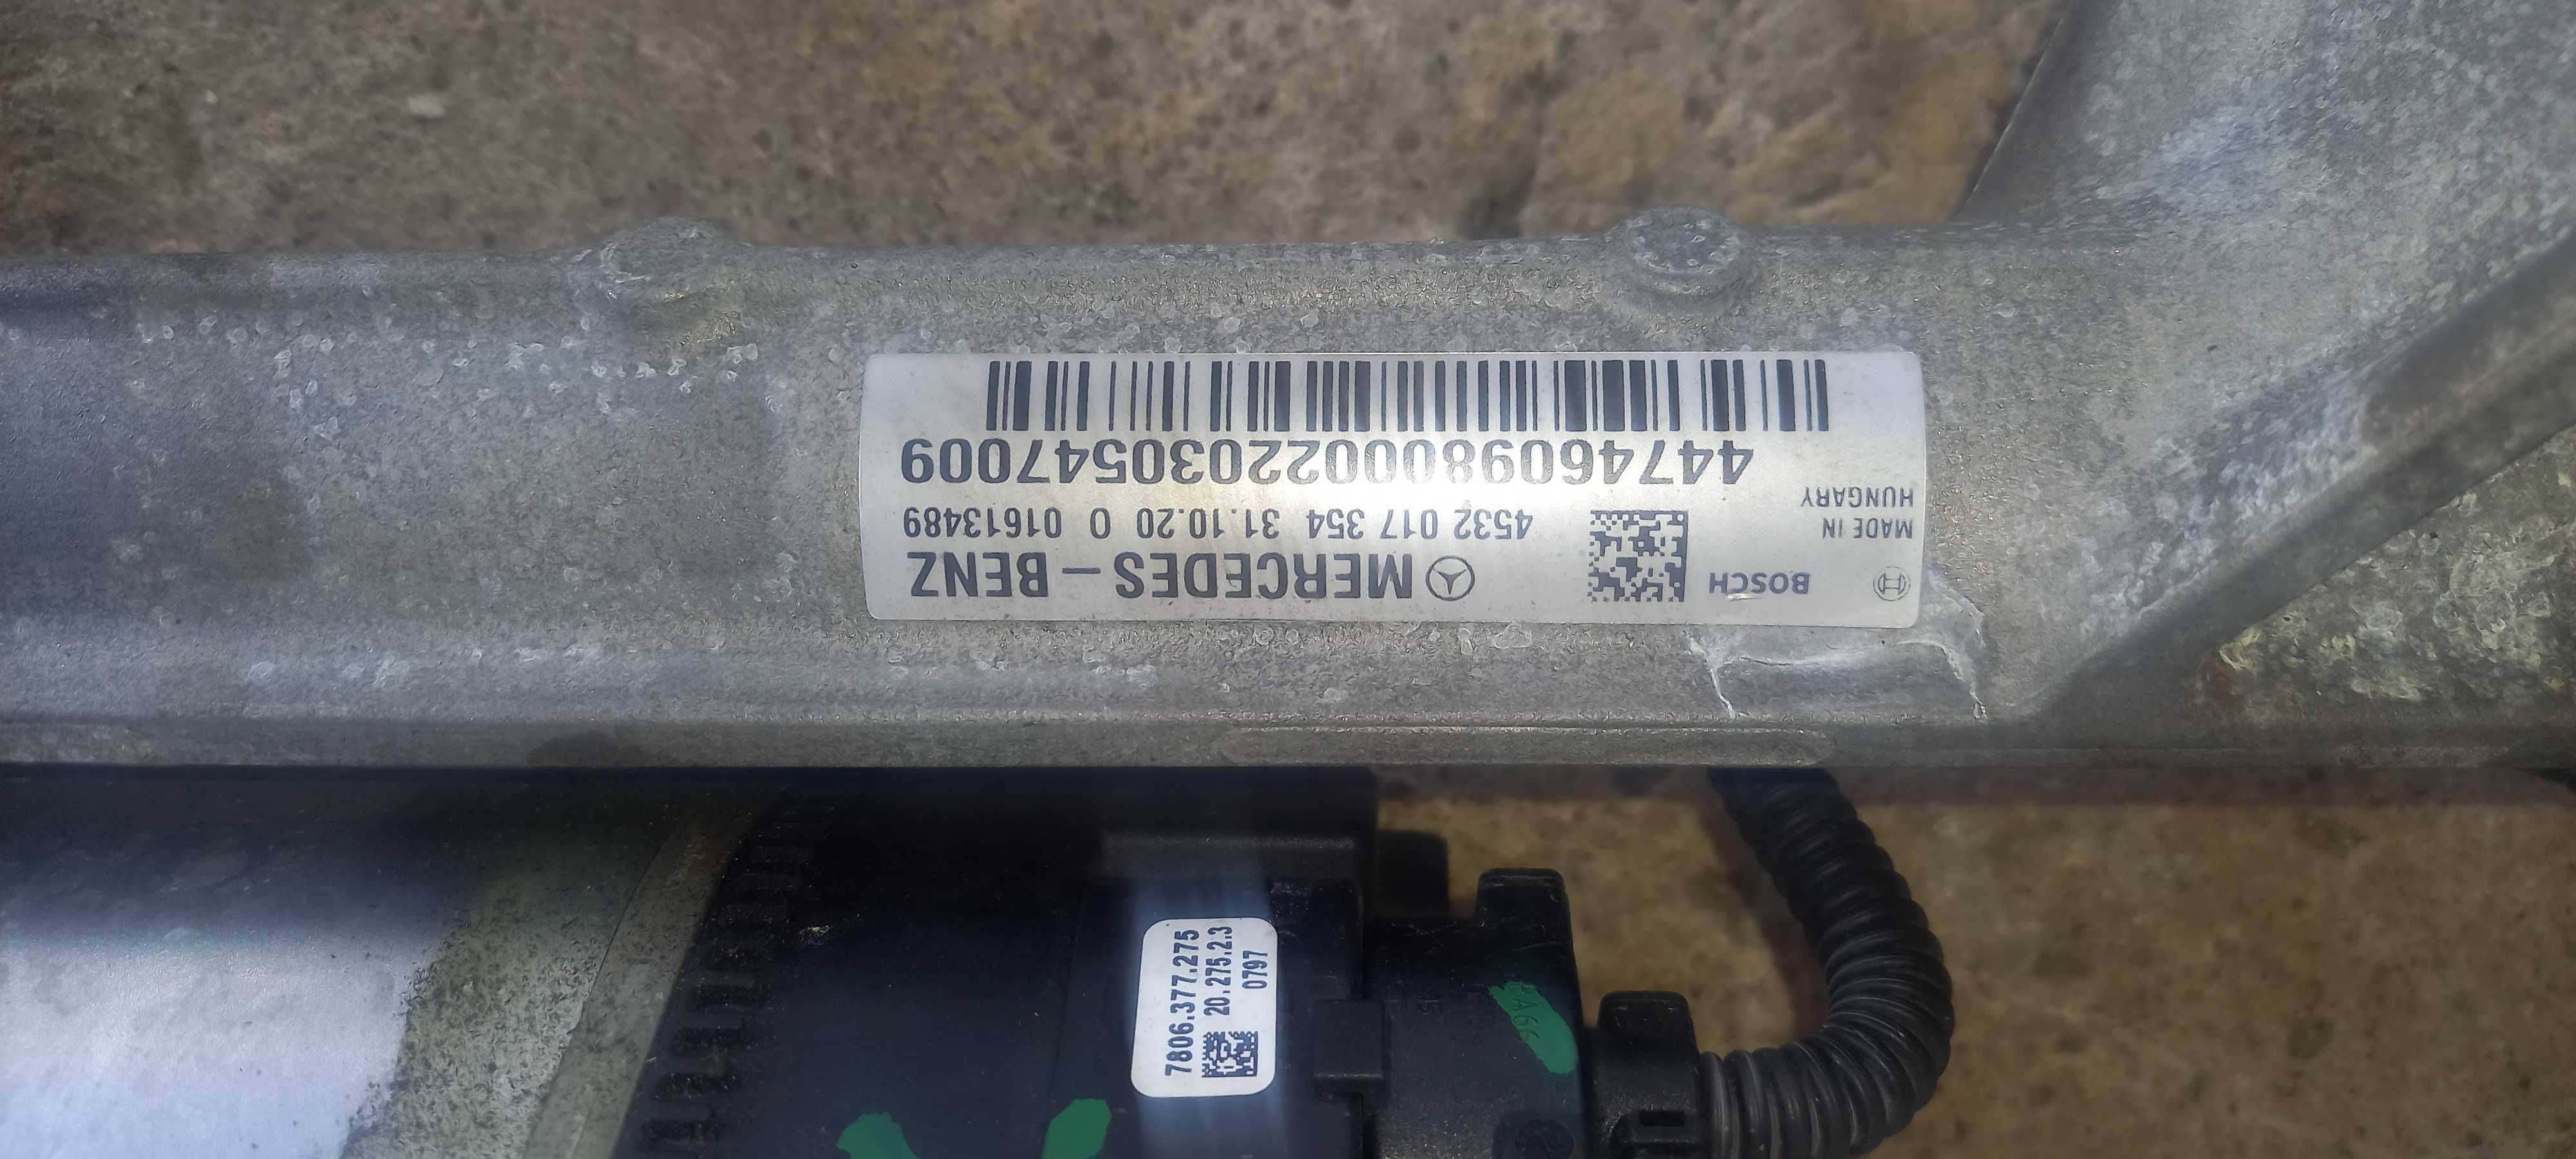 MERCEDES-BENZ
BOSCH
4532 017 354 31.10.20 0 01613489
MADE IN
HUNGARY
4474609800022030547009
7806.377.275
20.275.2.3
0797